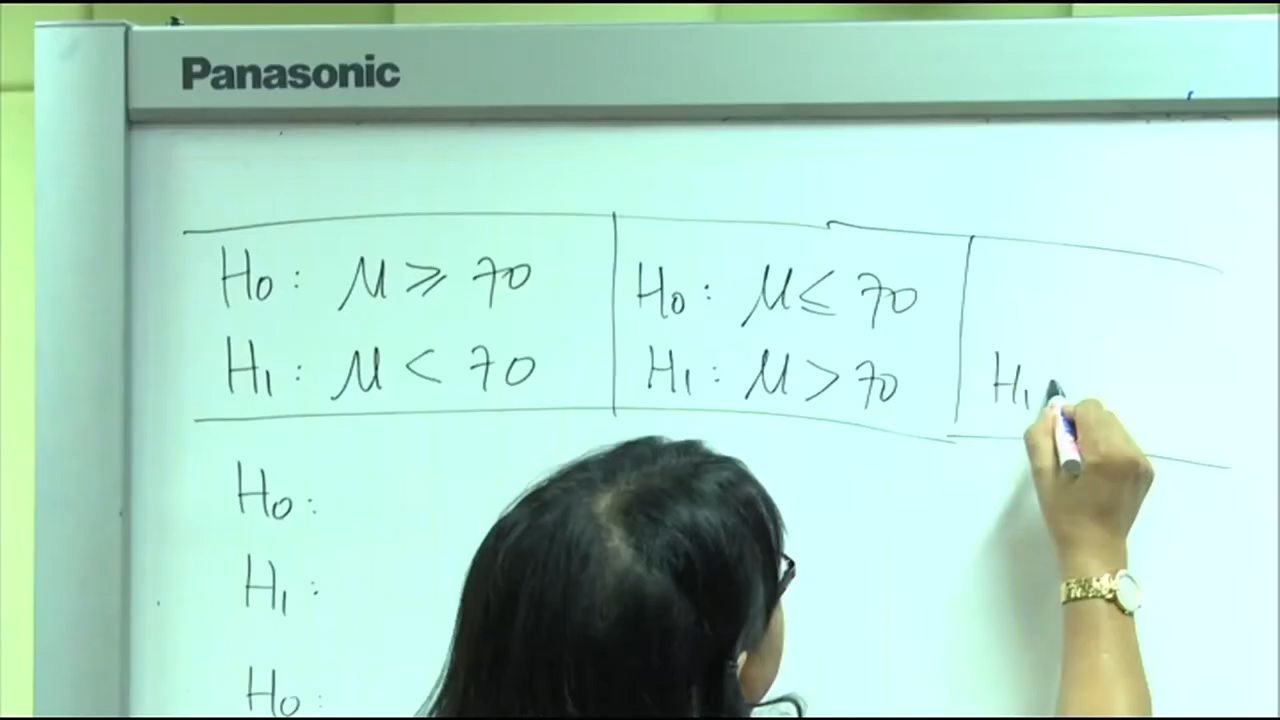 Panasonic
H₀: μ ≥ 70
H₁: μ < 70
H₀: μ ≤ 70
H₁: μ > 70
H₁
H₀:
H₁:
H₀: